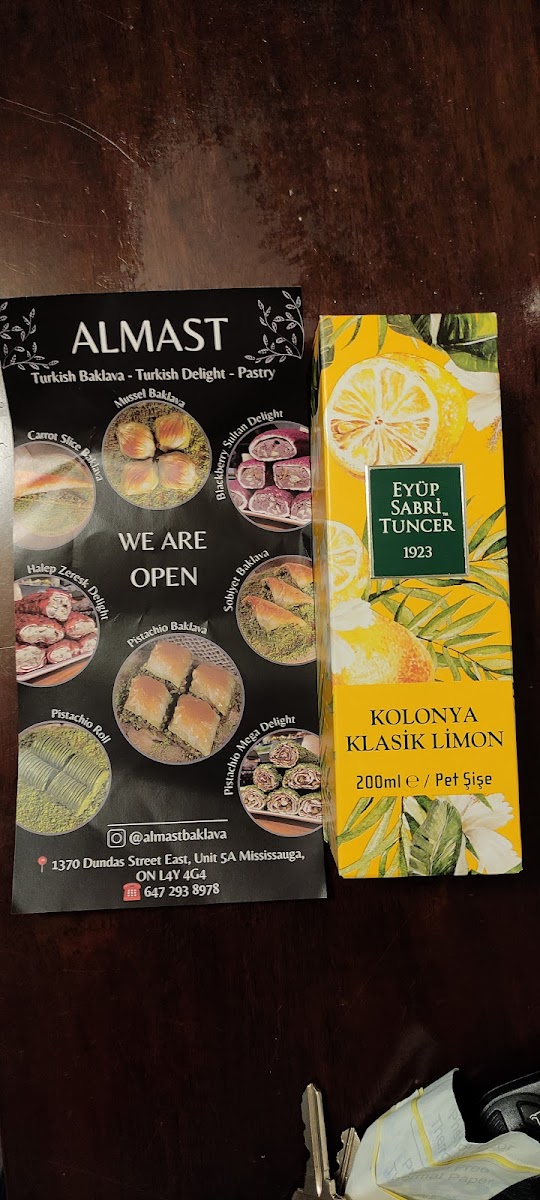 ALMAST
Turkish Baklava - Turkish Delight - Pastry
Mussel Baklava
Carrot Slice Baklava
Blackberry Sultan Delight
WE ARE
OPEN
Halep Zeresk Delight
Sobiyet Baklava
Pistachio Baklava
Pistachio Roll
Pistachio Mega Delight
@almastbaklava
1370 Dundas Street East, Unit 5A Mississauga,
ON L4Y 4G4
647 293 8978
EYÜP
SABRİ
TUNCER
1923
KOLONYA
KLASİK LİMON
200ml ℮ / Pet Şişe